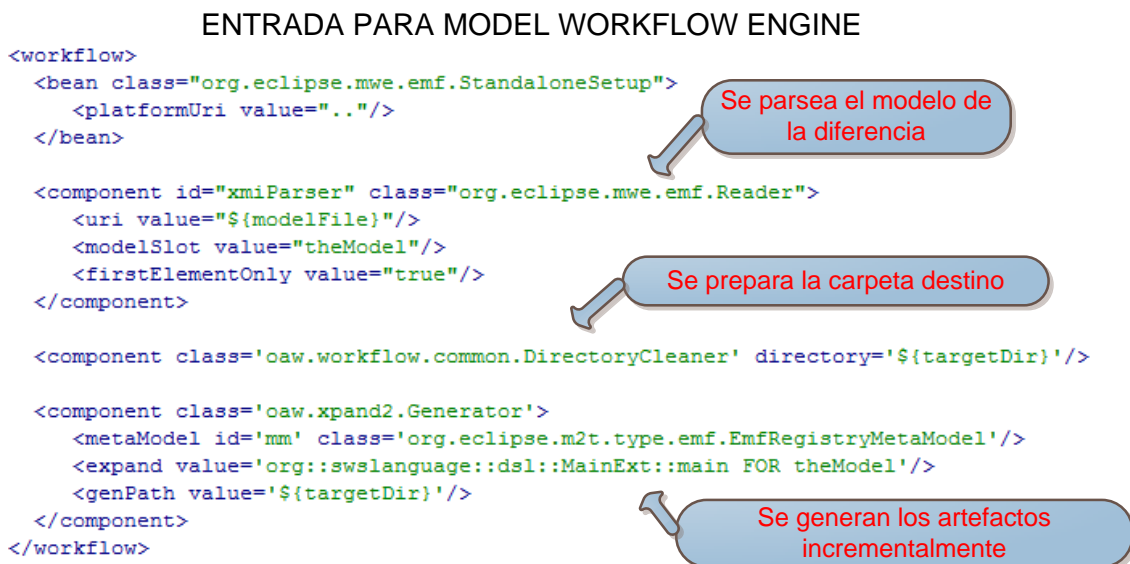 ENTRADA PARA MODEL WORKFLOW ENGINE
<workflow>
<bean class="org.eclipse.mwe.emf.StandaloneSetup">
<platformUri value=".."/>
</bean>
Se parsea el modelo de
la diferencia
<component id="xmiParser" class="org.eclipse.mwe.emf.Reader">
<uri value="${modelFile}"/>
<modelSlot value="theModel"/>
<firstElementOnly value="true"/>
</component>
Se prepara la carpeta destino
<component class='oaw.workflow.common.DirectoryCleaner' directory='${targetDir}'/>
<component class='oaw.xpand2.Generator'>
<metaModel id='mm' class='org.eclipse.m2t.type.emf.EmfRegistryMetaModel'/>
<expand value='org::swslanguage::dsl::MainExt::main FOR theModel'/>
<genPath value='${targetDir}'/>
</component>
</workflow>
Se generan los artefactos
incrementalmente